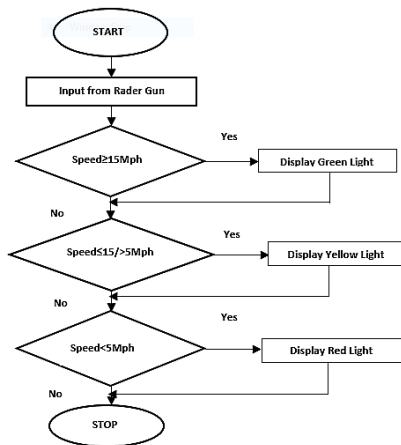 START
Input from Rader Gun
Yes
Speed≥15Mph
Display Green Light
No
Yes
Speed≤15/>5Mph
Display Yellow Light
No
Yes
Speed<5Mph
Display Red Light
No
STOP